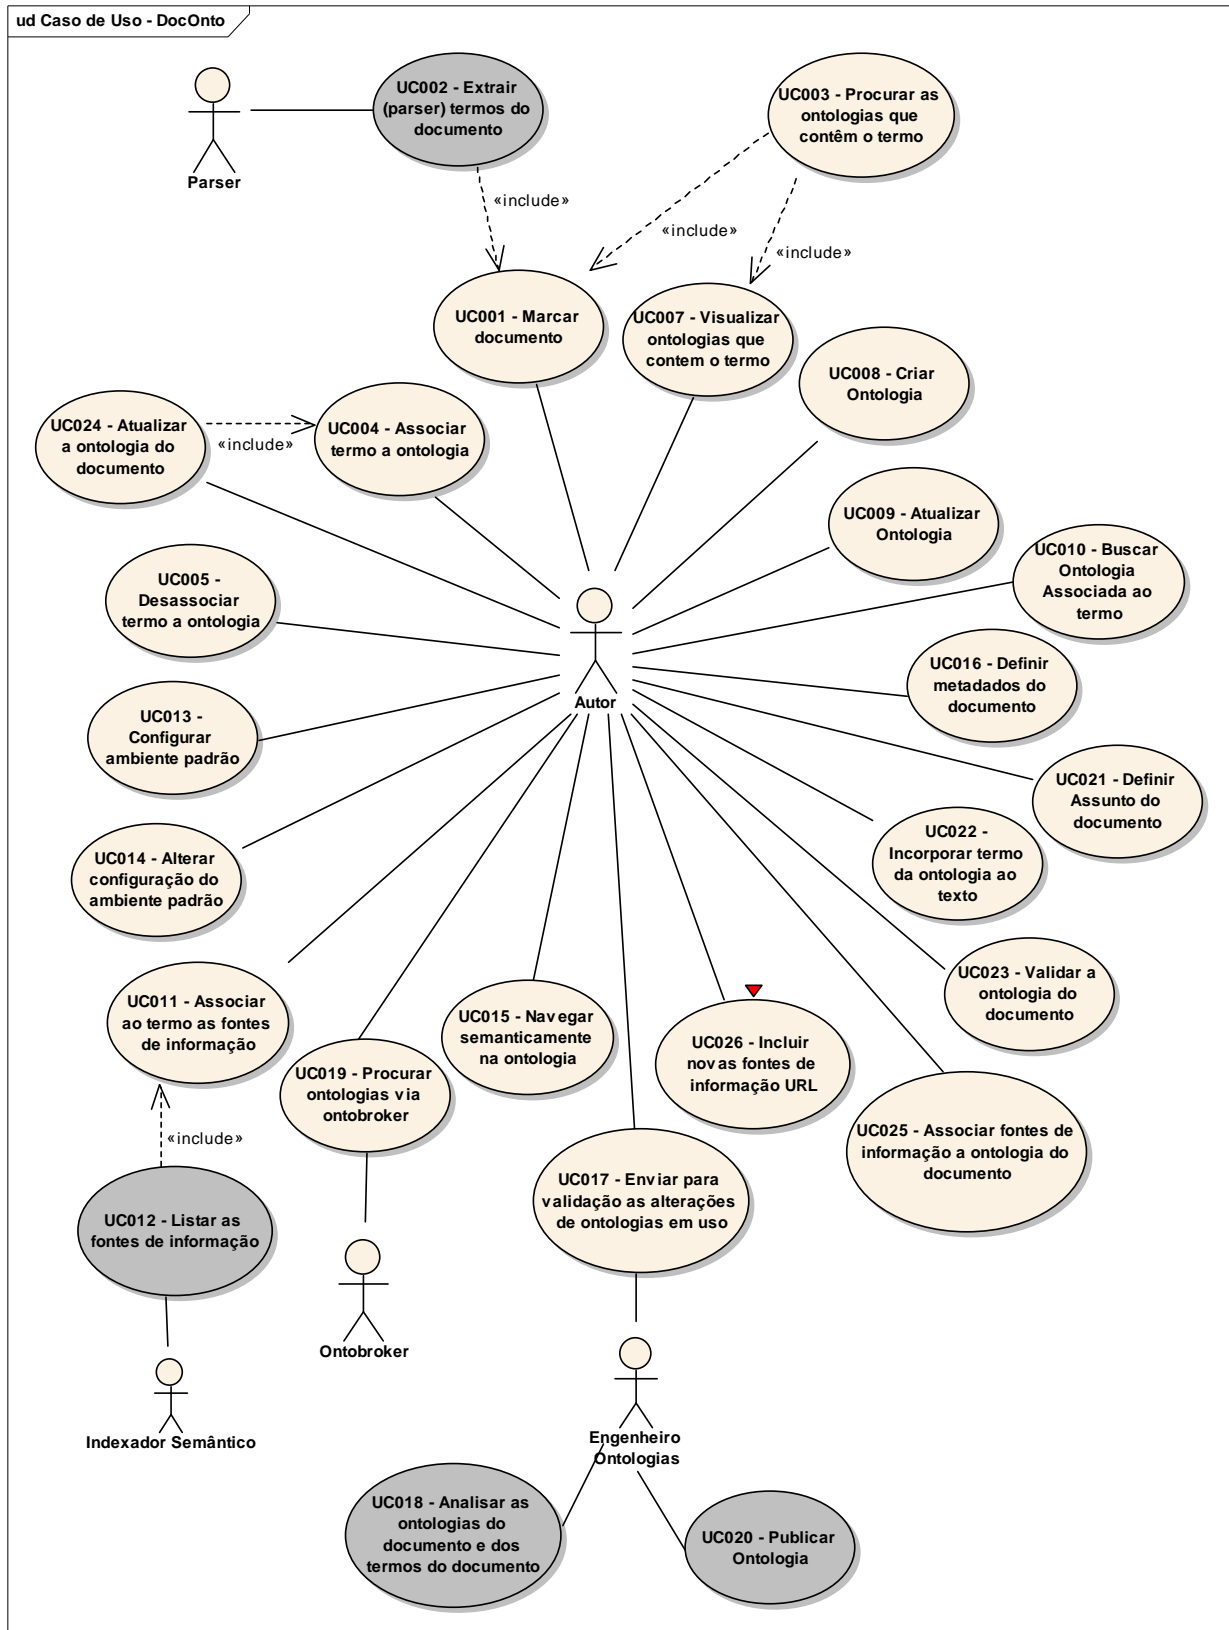 ud Caso de Uso - DocOnto
UC002 - Extrair
(parser) termos do
documento
UC003 - Procurar as
ontologias que
contêm o termo
Parser
«include»
«include»
«include»
UC001 - Marcar
documento
UC007 - Visualizar
ontologias que
contem o termo
UC008 - Criar
Ontologia
UC024 - Atualizar
a ontologia do
documento
«include»
UC004 - Associar
termo a ontologia
UC009 - Atualizar
Ontologia
UC010 - Buscar
Ontologia
Associada ao
termo
UC005 -
Desassociar
termo a ontologia
Autor
UC016 - Definir
metadados do
documento
UC013 -
Configurar
ambiente padrão
UC021 - Definir
Assunto do
documento
UC014 - Alterar
configuração do
ambiente padrão
UC022 -
Incorporar termo
da ontologia ao
texto
UC011 - Associar
ao termo as fontes
de informação
UC015 - Navegar
semanticamente
na ontologia
UC023 - Validar a
ontologia do
documento
UC026 - Incluir
novas fontes de
informação URL
UC019 - Procurar
ontologias via
ontobroker
«include»
UC025 - Associar fontes de
informação a ontologia do
documento
UC017 - Enviar para
validação as alterações
de ontologias em uso
UC012 - Listar as
fontes de informação
Ontobroker
Indexador Semântico
Engenheiro
Ontologias
UC018 - Analisar as
ontologias do
documento e dos
termos do documento
UC020 - Publicar
Ontologia